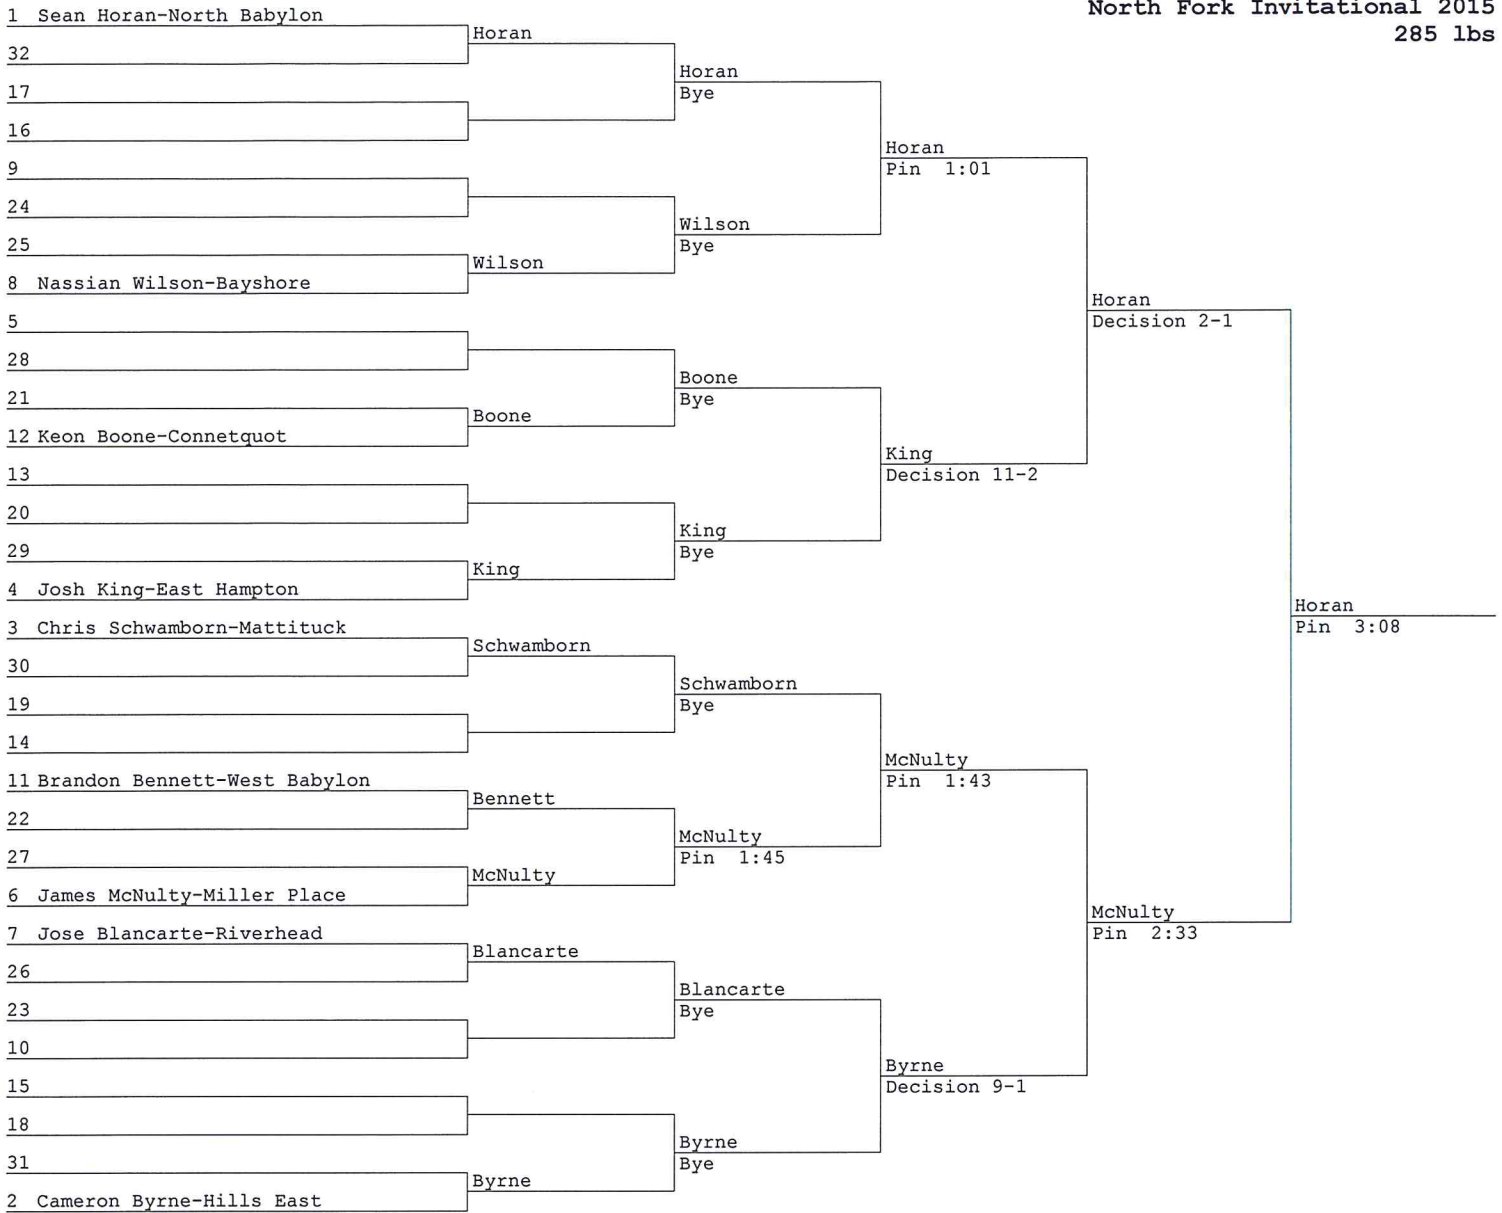 North Fork Invitational 2015
285 lbs
1 Sean Horan-North Babylon
32
17
16
9
24
25
8 Nassian Wilson-Bayshore
5
28
21
12 Keon Boone-Connetquot
13
20
29
4 Josh King-East Hampton
3 Chris Schwamborn-Mattituck
30
19
14
11 Brandon Bennett-West Babylon
22
27
6 James McNulty-Miller Place
7 Jose Blancarte-Riverhead
26
23
10
15
18
31
2 Cameron Byrne-Hills East
Horan
Wilson
Boone
King
Schwamborn
Bennett
McNulty
Blancarte
Byrne
Horan
Bye
Wilson
Bye
Boone
Bye
King
Bye
Schwamborn
Bye
McNulty
Pin 1:45
Blancarte
Bye
Byrne
Bye
Horan
Pin 1:01
King
Decision 11-2
McNulty
Pin 1:43
Byrne
Decision 9-1
Horan
Decision 2-1
McNulty
Pin 2:33
Horan
Pin 3:08